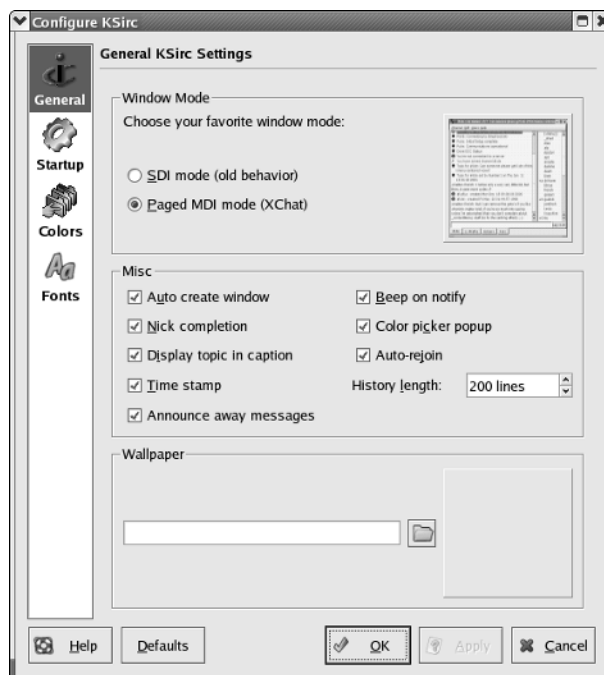 Configure KSirc
General KSirc Settings
General
Startup
Colors
Fonts
Window Mode
Choose your favorite window mode:
SDI mode (old behavior)
Paged MDI mode (XChat)
Misc
Auto create window
Beep on notify
Nick completion
Color picker popup
Display topic in caption
Auto-rejoin
Time stamp
History length:
200 lines
Announce away messages
Wallpaper
Help
Defaults
OK
Apply
Cancel